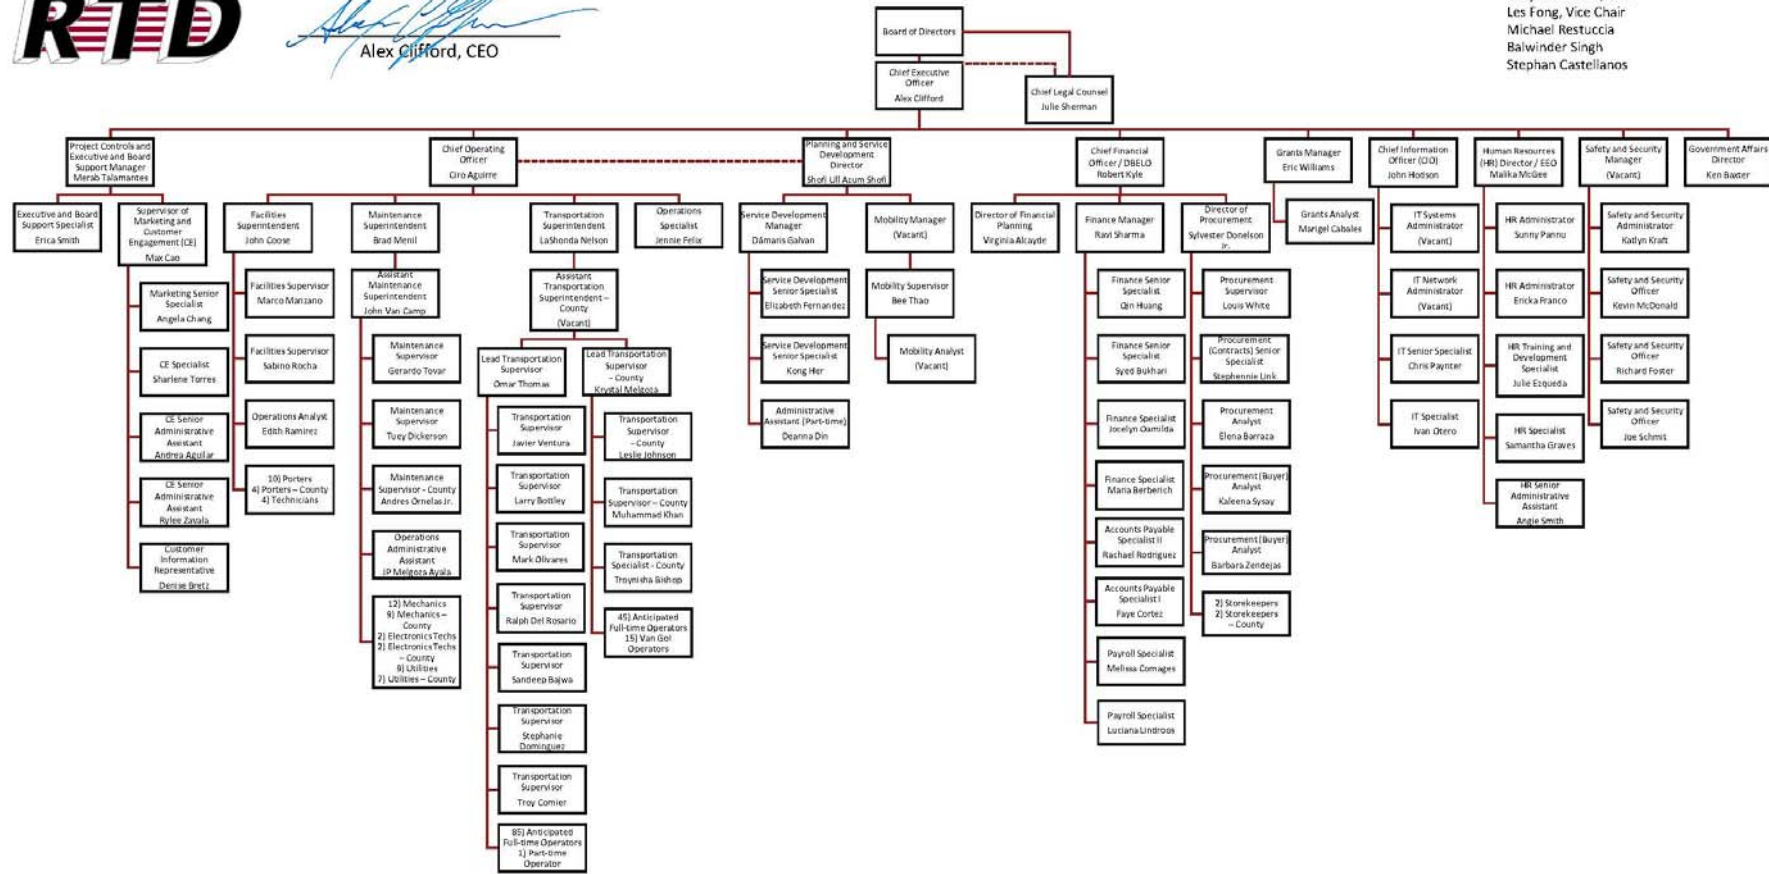 RTD
Alex Clifford, CEO
Les Fong, Vice Chair
Michael Restuccia
Balwinder Singh
Stephan Castellanos
Board of Directors
Chief Executive
Officer
Alex Clifford
Chief Legal Counsel
Julie Sherman
Project Controls and
Executive and Board
Support Manager
Merab Talamantes
Chief Operating
Officer
Ciro Aguirre
Planning and Service
Development
Director
Shofi Ull Azum Shofi
Chief Financial
Officer / DBELO
Robert Kyle
Grants Manager
Eric Williams
Chief Information
Officer (CIO)
John Hodson
Human Resources
(HR) Director / EEO
Malika McGee
Safety and Security
Manager
(Vacant)
Government Affairs
Director
Ken Baxter
Executive and Board
Support Specialist
Erica Smith
Supervisor of
Marketing and
Customer
Engagement (CE)
Max Cao
Facilities
Superintendent
John Goose
Maintenance
Superintendent
Brad Menil
Transportation
Superintendent
LaShonda Nelson
Operations
Specialist
Jennie Felix
Service Development
Manager
Dámaris Galvan
Mobility Manager
(Vacant)
Director of Financial
Planning
Virginia Alcayde
Finance Manager
Ravi Sharma
Director of
Procurement
Sylvester Donelson
Jr.
Grants Analyst
Marigel Cabales
Marketing Senior
Specialist
Angela Chang
CE Specialist
Sharlene Torres
CE Senior
Administrative
Assistant
Andrea Aguilar
CE Senior
Administrative
Assistant
Rylee Zavala
Customer
Information
Representative
Denise Bretz
Facilities Supervisor
Marco Manzano
Facilities Supervisor
Sabino Rocha
Operations Analyst
Edith Ramirez
10) Porters
4) Porters – County
4) Technicians
Assistant
Maintenance
Superintendent
John Van Camp
Maintenance
Supervisor
Gerardo Tovar
Maintenance
Supervisor
Tuey Dickerson
Maintenance
Supervisor - County
Andres Ornelas Jr.
Operations
Administrative
Assistant
JP Melgoza Ayala
12) Mechanics
9) Mechanics –
County
2) Electronics Techs
2) Electronics Techs
– County
9) Utilities
7) Utilities – County
Assistant
Transportation
Superintendent –
County
(Vacant)
Lead Transportation
Supervisor
Omar Thomas
Transportation
Supervisor
Javier Ventura
Transportation
Supervisor
Larry Bottley
Transportation
Supervisor
Mark Olivares
Transportation
Supervisor
Ralph Del Rosario
Transportation
Supervisor
Sandeep Bajwa
Transportation
Supervisor
Stephanie
Dominguez
Transportation
Supervisor
Troy Comier
85) Anticipated
Full-time Operators
1) Part-time
Operator
Lead Transportation
Supervisor
– County
Krystal Melgoza
Transportation
Supervisor
– County
Leslie Johnson
Transportation
Supervisor – County
Muhammad Khan
Transportation
Specialist - County
Troynisha Bishop
45) Anticipated
Full-time Operators
15) Van Go!
Operators
Service Development
Senior Specialist
Elizabeth Fernandez
Service Development
Senior Specialist
Kong Her
Administrative
Assistant (Part-time)
Deanna Din
Mobility Supervisor
Bee Thao
Mobility Analyst
(Vacant)
Finance Senior
Specialist
Qin Huang
Finance Senior
Specialist
Syed Bukhari
Finance Specialist
Jocelyn Oamilda
Finance Specialist
Maria Berberich
Accounts Payable
Specialist II
Rachael Rodriguez
Accounts Payable
Specialist I
Faye Cortez
Payroll Specialist
Melissa Comages
Payroll Specialist
Luciana Lindroos
Procurement
Supervisor
Louis White
Procurement
(Contracts) Senior
Specialist
Stephennie Link
Procurement
Analyst
Elena Barraza
Procurement (Buyer)
Analyst
Kaleena Sysay
Procurement (Buyer)
Analyst
Barbara Zendejas
2) Storekeepers
2) Storekeepers
– County
IT Systems
Administrator
(Vacant)
IT Network
Administrator
(Vacant)
IT Senior Specialist
Chris Paynter
IT Specialist
Ivan Otero
HR Administrator
Sunny Pannu
HR Administrator
Ericka Franco
HR Training and
Development
Specialist
Julie Ezqueda
HR Specialist
Samantha Graves
HR Senior
Administrative
Assistant
Angie Smith
Safety and Security
Administrator
Katlyn Kraft
Safety and Security
Officer
Kevin McDonald
Safety and Security
Officer
Richard Foster
Safety and Security
Officer
Joe Schmit